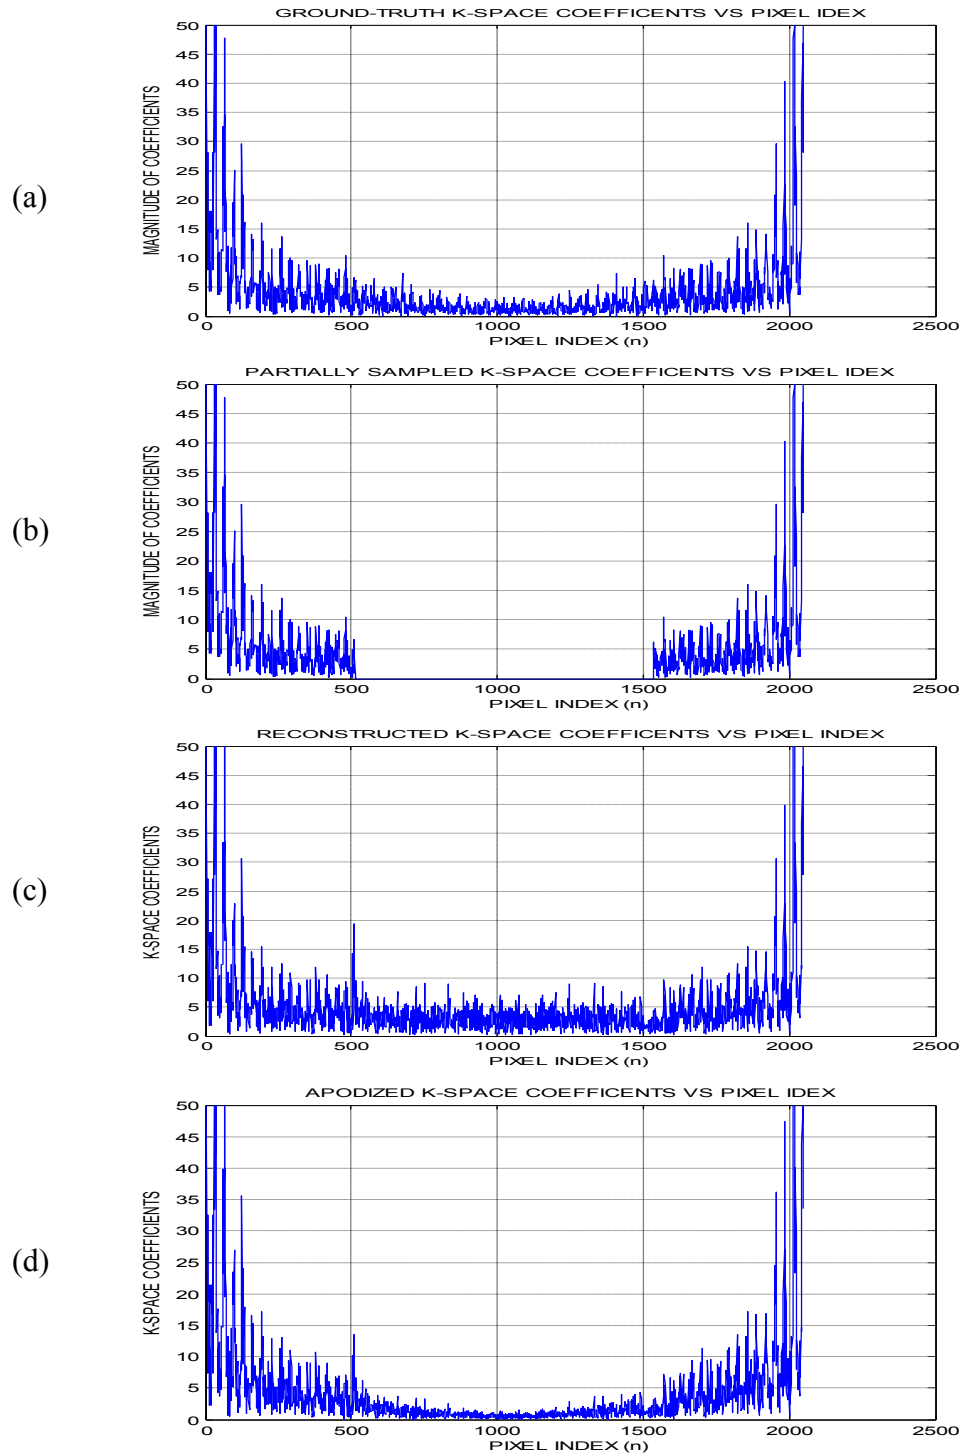 GROUND-TRUTH K-SPACE COEFFICENTS VS PIXEL IDEX
50
45
40
35
30
25
20
15
10
5
0
MAGNITUDE OF COEFFICIENTS
(a)
0 500 1000 1500 2000 2500
PIXEL INDEX (n)
PARTIALLY SAMPLED K-SPACE COEFFICENTS VS PIXEL IDEX
50
45
40
35
30
25
20
15
10
5
0
MAGNITUDE OF COEFFICIENTS
(b)
0 500 1000 1500 2000 2500
PIXEL INDEX (n)
RECONSTRUCTED K-SPACE COEFFICENTS VS PIXEL INDEX
50
45
40
35
30
25
20
15
10
5
0
K-SPACE COEFFICIENTS
(c)
0 500 1000 1500 2000 2500
PIXEL INDEX (n)
APODIZED K-SPACE COEFFICENTS VS PIXEL IDEX
50
45
40
35
30
25
20
15
10
5
0
K-SPACE COEFFICIENTS
(d)
0 500 1000 1500 2000 2500
PIXEL INDEX (n)